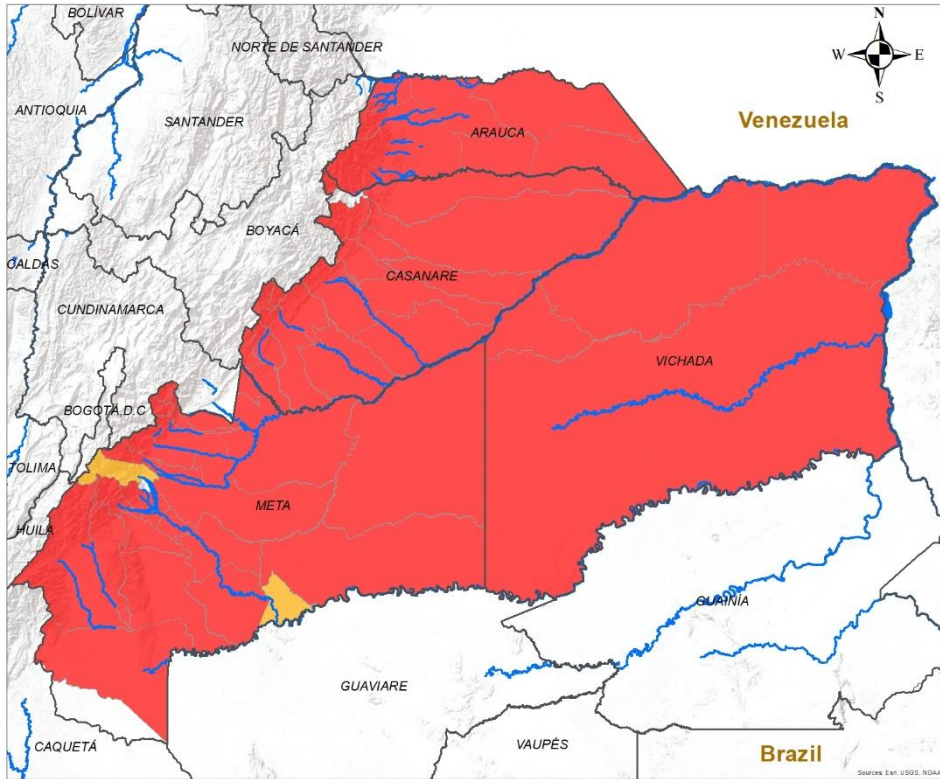 BOLÍVAR
N
NORTE DE SANTANDER
W
E
S
ANTIOQUIA
SANTANDER
Venezuela
ARAUCA
BOYACÁ
CALDAS
CASANARE
CUNDINAMARCA
VICHADA
BOGOTÁ,D.C
TOLIMA
META
HUILA
GUAINÍA
GUAVIARE
VAUPÉS
CAQUETÁ
Brazil
Sources: Esri, USGS, NOAA